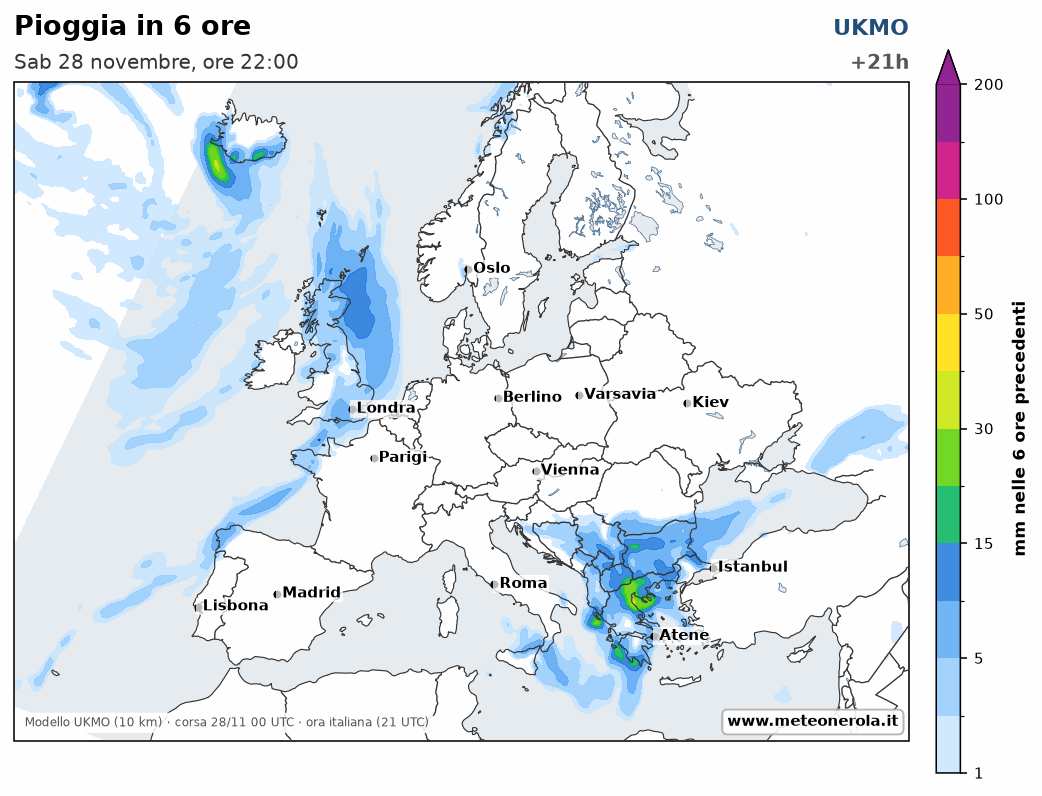 Pioggia in 6 ore
UKMO
Sab 28 novembre, ore 22:00
+21h
200
100
50
30
15
5
1
mm nelle 6 ore precedenti
Oslo
Berlino
Varsavia
Kiev
Londra
Parigi
Vienna
Istanbul
Roma
Madrid
Lisbona
Atene
Modello UKMO (10 km) · corsa 28/11 00 UTC · ora italiana (21 UTC)
www.meteonerola.it